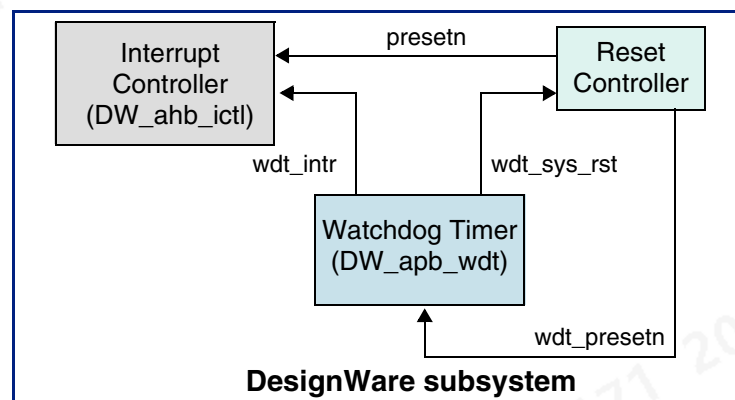 presetn
Interrupt
Controller
(DW_ahb_ictl)
Reset
Controller
wdt_intr
wdt_sys_rst
Watchdog Timer
(DW_apb_wdt)
wdt_presetn
DesignWare subsystem